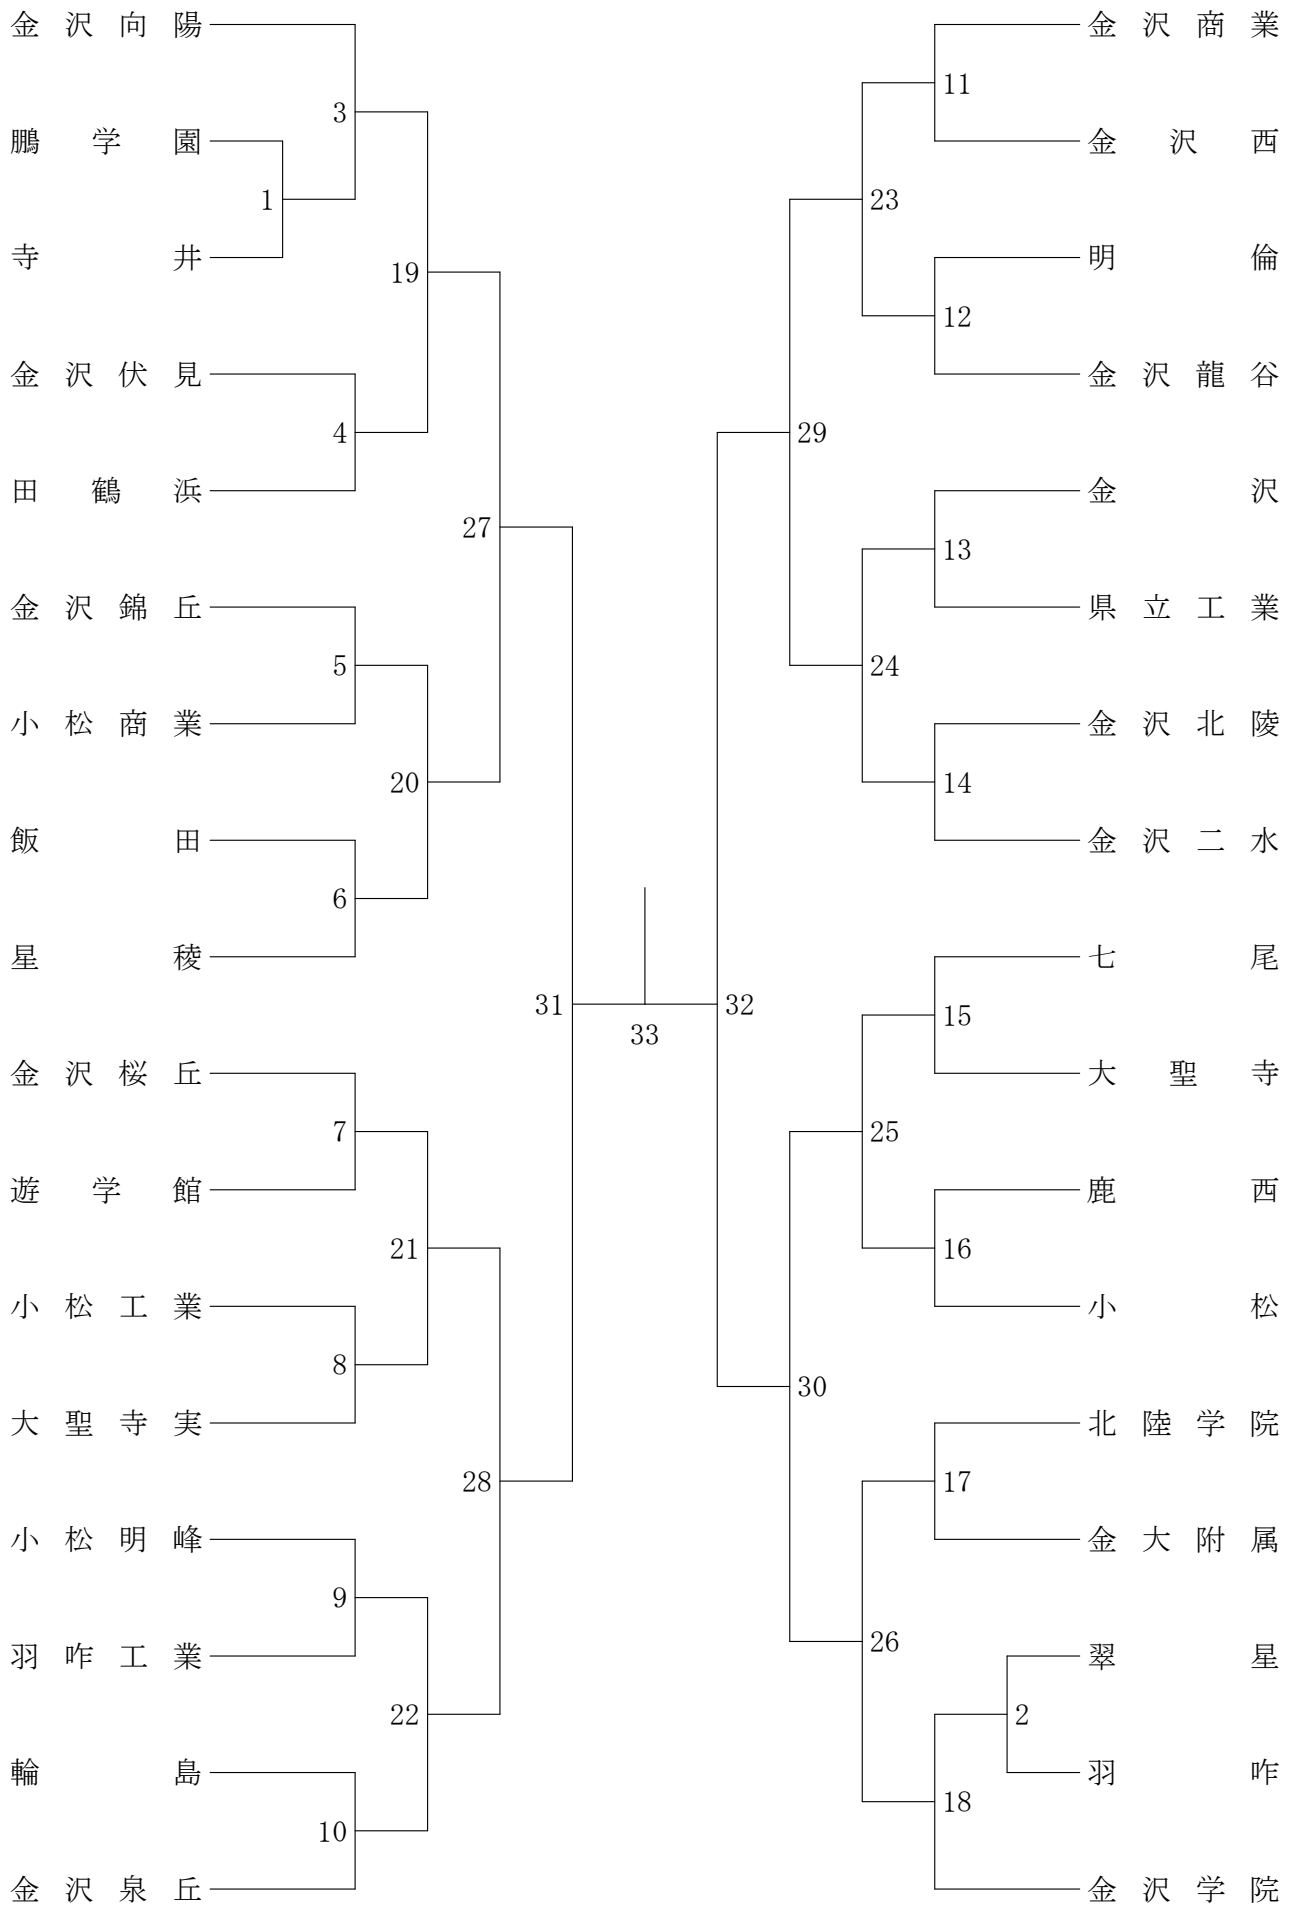 金沢向陽
鵬学園
寺井
金沢伏見
田鶴浜
金沢錦丘
小松商業
飯田
星稜
金沢桜丘
遊学館
小松工業
大聖寺実
小松明峰
羽咋工業
輪島
金沢泉丘
1
3
4
5
6
7
8
9
10
19
20
21
22
27
28
31
33
32
29
30
23
24
25
26
11
12
13
14
15
16
17
18
2
金沢商業
金沢西
明倫
金沢龍谷
金沢
県立工業
金沢北陵
金沢二水
七尾
大聖寺
鹿西
小松
北陸学院
金大附属
翠星
羽咋
金沢学院